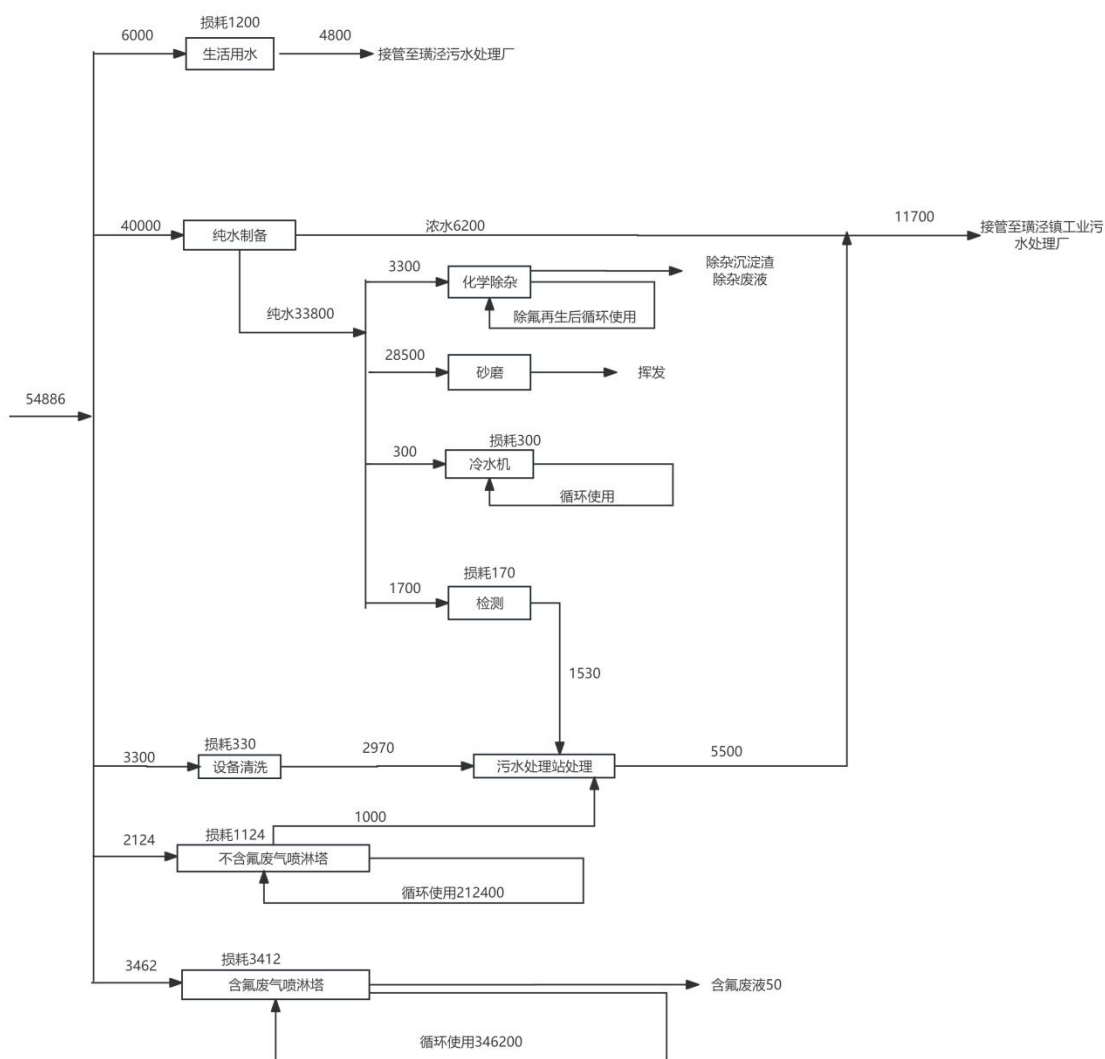 损耗1200
6000
生活用水
4800
接管至璜泾污水处理厂
40000
纯水制备
浓水6200
11700
接管至璜泾镇工业污
水处理厂
3300
化学除杂
除杂沉淀渣
除杂废液
除氟再生后循环使用
纯水33800
28500
砂磨
挥发
54886
损耗300
300
冷水机
循环使用
损耗170
1700
检测
1530
损耗330
3300
设备清洗
2970
污水处理站处理
5500
1000
损耗1124
2124
不含氟废气喷淋塔
循环使用212400
损耗3412
3462
含氟废气喷淋塔
含氟废液50
循环使用346200